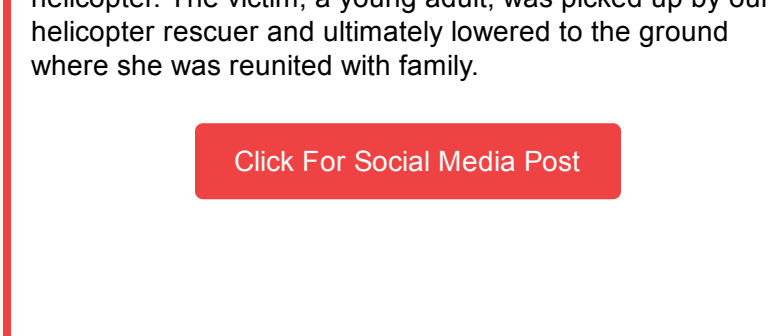 helicopter. The victim, a young adult, was picked up by our
helicopter rescuer and ultimately lowered to the ground
where she was reunited with family.
Click For Social Media Post